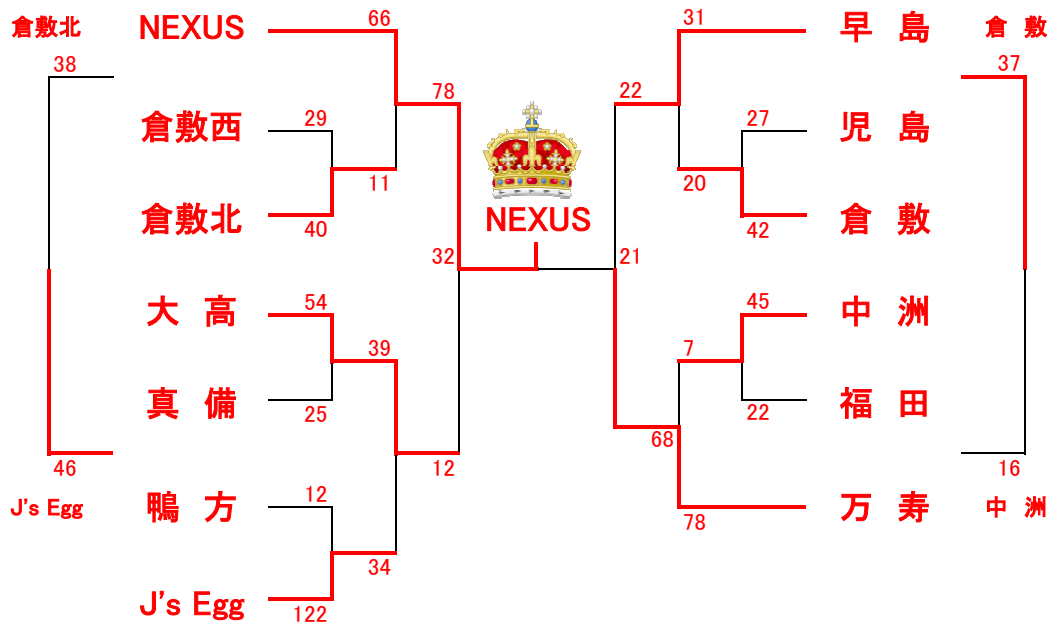 倉敷北 NEXUS 66 31 早 島 倉 敷
38 37
78 22
倉敷西 29 27 児 島
11 20
倉敷北 40 42 倉 敷
NEXUS
32 21
大 高 54 45 中 洲
39 7
真 備 25 22 福 田
68
46 12 16
J's Egg 鴨 方 12 78 万 寿 中 洲
34
J's Egg 122